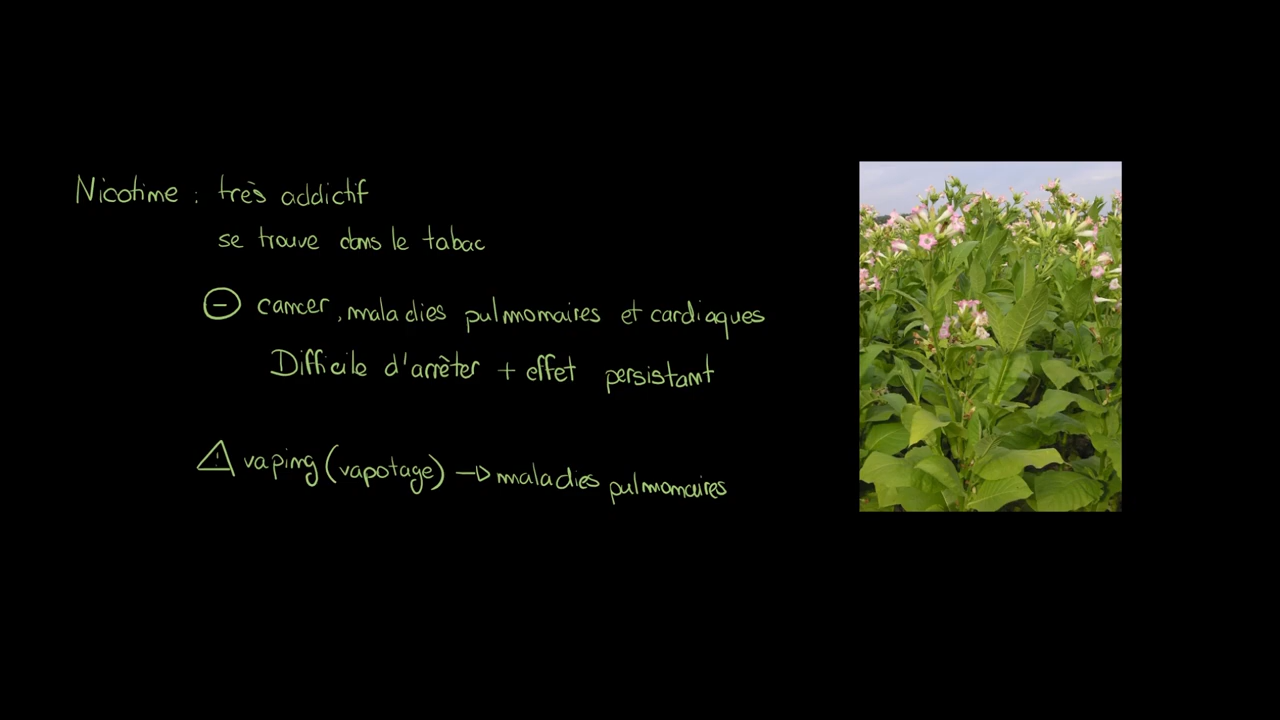 Nicotine : très addictif
se trouve dans le tabac
⊖ cancer, maladies pulmonaires et cardiaques
Difficile d'arrêter + effet persistant
⚠ vaping (vapotage) → maladies pulmonaires